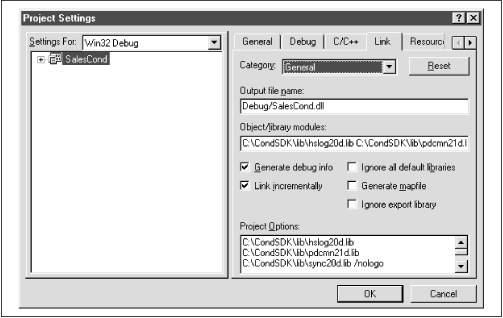 Project Settings
Settings For: Win32 Debug
SalesCond
General Debug C/C++ Link Resourc
Category: General Reset
Output file name:
Debug/SalesCond.dll
Object/library modules:
C:\CondSDK\lib\hslog20d.lib C:\CondSDK\lib\pdcmn21d.l
Generate debug info Ignore all default libraries
Link incrementally Generate mapfile
Ignore export library
Project Options:
C:\CondSDK\lib\hslog20d.lib
C:\CondSDK\lib\pdcmn21d.lib
C:\CondSDK\lib\sync20d.lib /nologo
OK Cancel